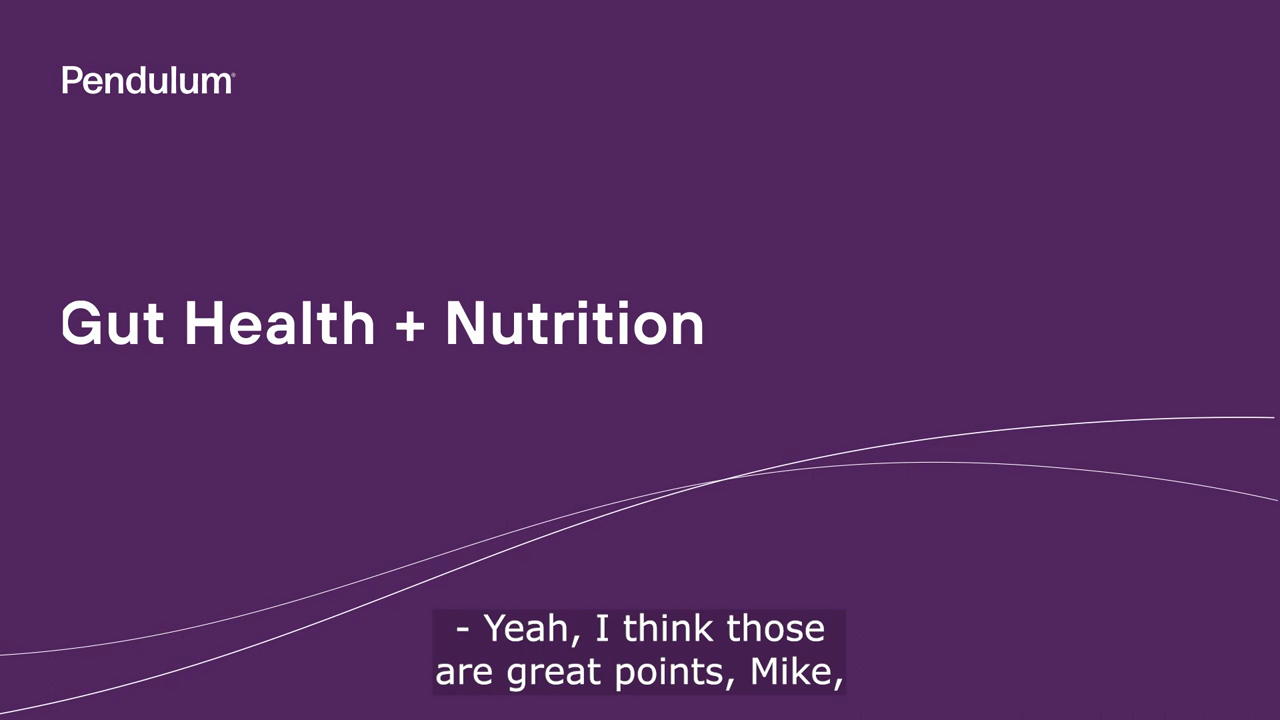 Pendulum®
Gut Health + Nutrition
- Yeah, I think those
are great points, Mike,